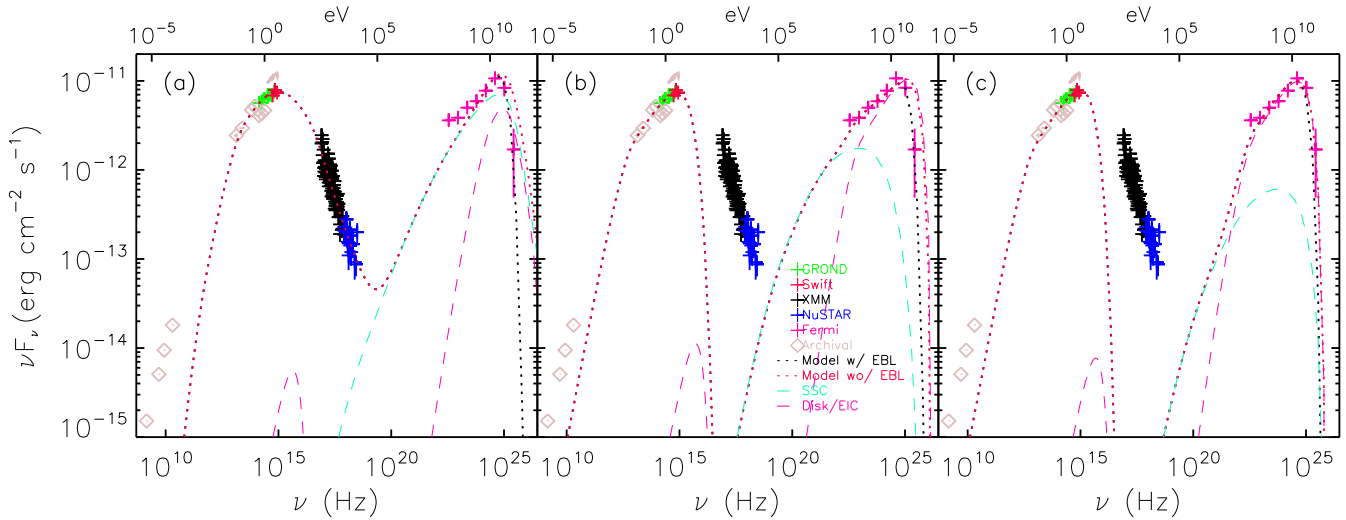 eV eV eV
10^{-5} 10^{0} 10^{5} 10^{10} 10^{-5} 10^{0} 10^{5} 10^{10} 10^{-5} 10^{0} 10^{5} 10^{10}
(a) (b) (c)
10^{-11}
10^{-12}
10^{-13}
10^{-14}
10^{-15}
νF_ν (erg cm^{-2} s^{-1})
GROND
Swift
XMM
NuSTAR
Fermi
Archival
Model w/ EBL
Model wo/ EBL
SSC
Disk/EIC
10^{10} 10^{15} 10^{20} 10^{25} 10^{10} 10^{15} 10^{20} 10^{25} 10^{10} 10^{15} 10^{20} 10^{25}
ν (Hz) ν (Hz) ν (Hz)